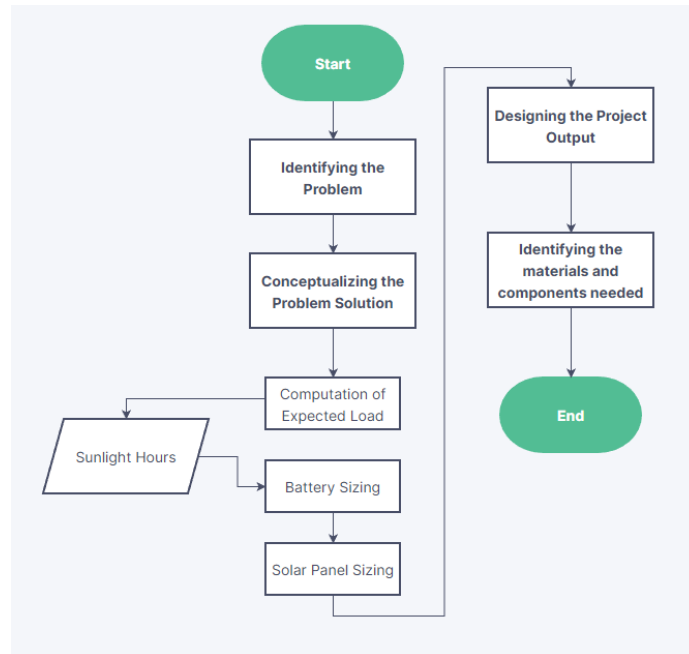 Start
Identifying the
Problem
Conceptualizing the
Problem Solution
Computation of
Expected Load
Sunlight Hours
Battery Sizing
Solar Panel Sizing
Designing the Project
Output
Identifying the
materials and
components needed
End